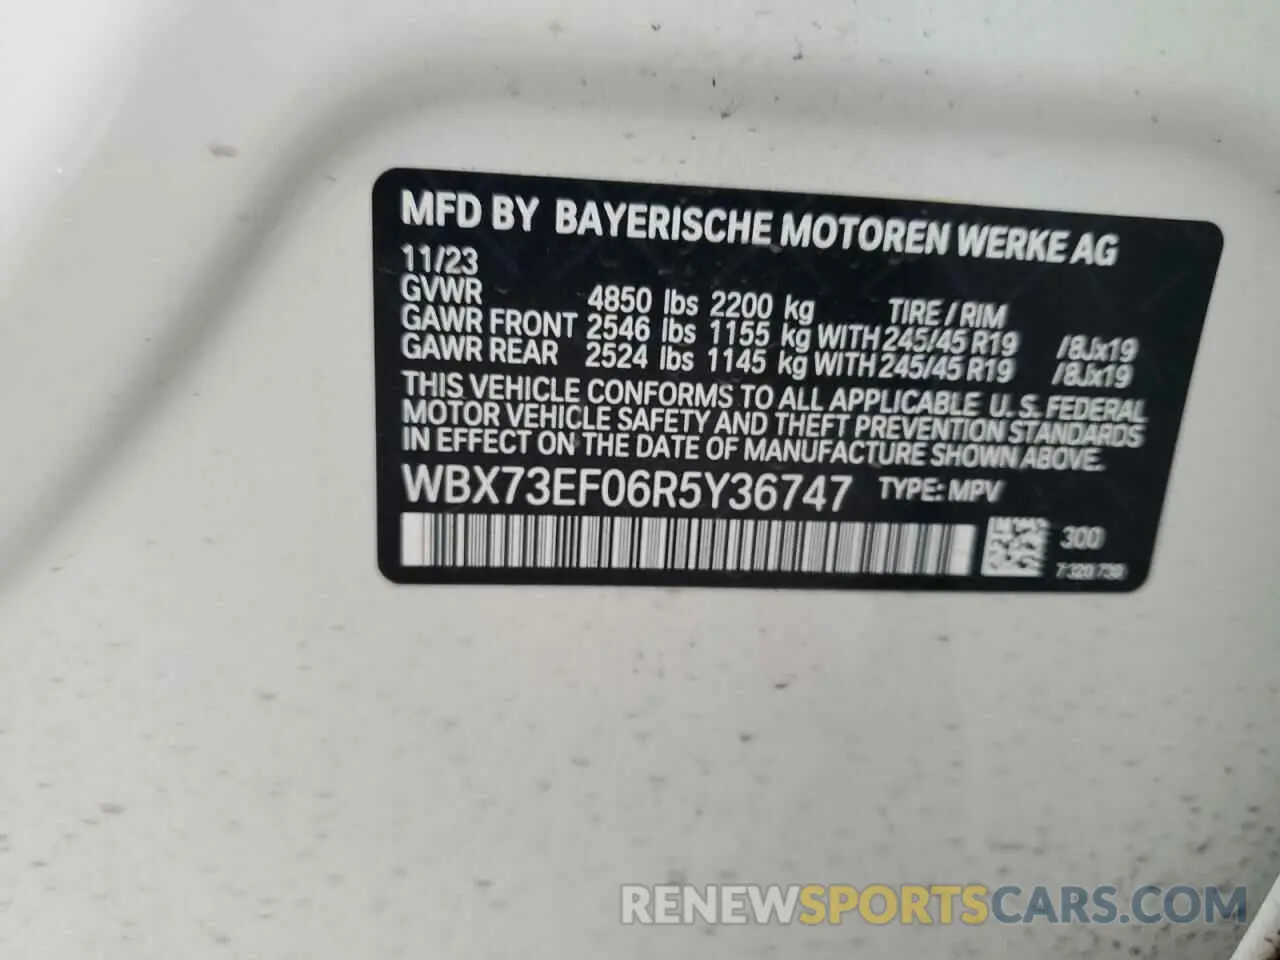 MFD BY BAYERISCHE MOTOREN WERKE AG
11/23
GVWR 4850 lbs 2200 kg TIRE / RIM
GAWR FRONT 2546 lbs 1155 kg WITH 245/45 R19 /8Jx19
GAWR REAR 2524 lbs 1145 kg WITH 245/45 R19 /8Jx19
THIS VEHICLE CONFORMS TO ALL APPLICABLE U.S. FEDERAL
MOTOR VEHICLE SAFETY AND THEFT PREVENTION STANDARDS
IN EFFECT ON THE DATE OF MANUFACTURE SHOWN ABOVE.
WBX73EF06R5Y36747 TYPE: MPV
300
7 320 730
RENEWSPORTSCARS.COM